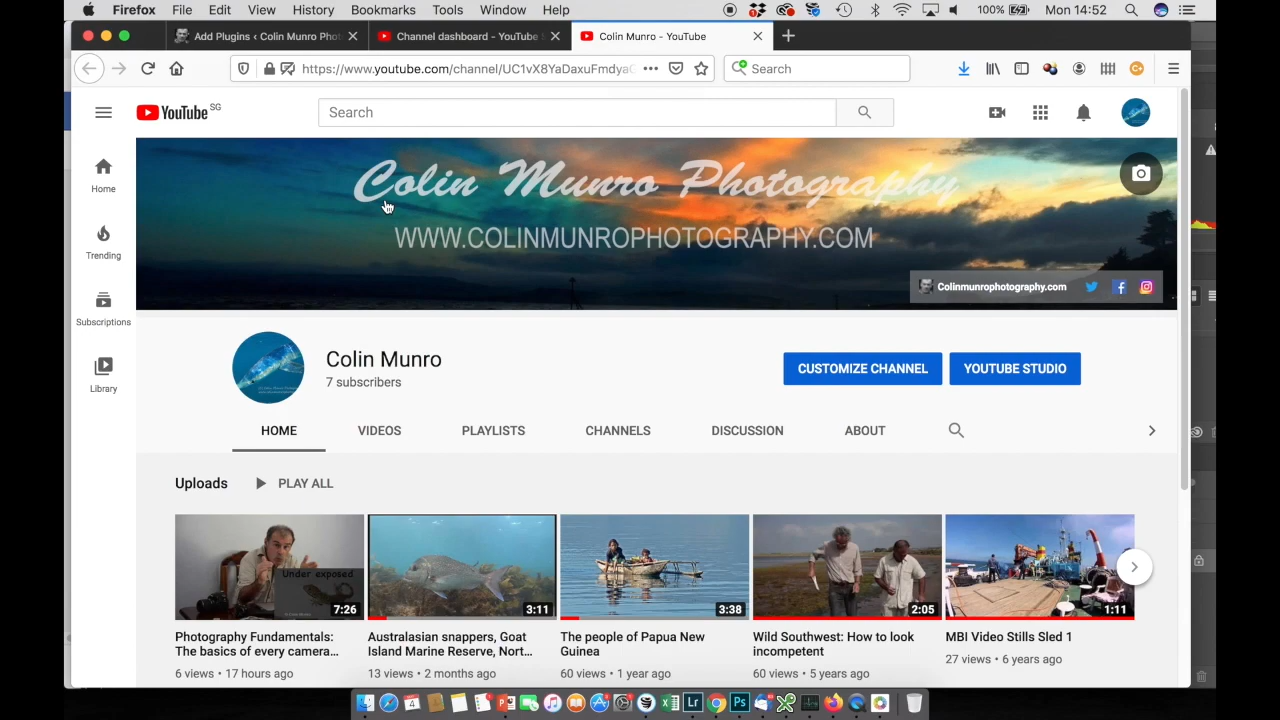 Firefox File Edit View History Bookmarks Tools Window Help 100% Mon 14:52
Add Plugins ‹ Colin Munro Phot
Channel dashboard - YouTube
Colin Munro - YouTube
https://www.youtube.com/channel/UC1vX8YaDaxuFmdya
Search
YouTube SG
Search
Colin Munro Photography
WWW.COLINMUNROPHOTOGRAPHY.COM
Colinmunrophotography.com
Home
Trending
Subscriptions
Library
Colin Munro
7 subscribers
CUSTOMIZE CHANNEL
YOUTUBE STUDIO
HOME VIDEOS PLAYLISTS CHANNELS DISCUSSION ABOUT
Uploads PLAY ALL
Under exposed
7:26
3:11
3:38
2:05
1:11
Photography Fundamentals:
The basics of every camera...
6 views • 17 hours ago
Australasian snappers, Goat
Island Marine Reserve, Nort...
13 views • 2 months ago
The people of Papua New
Guinea
60 views • 1 year ago
Wild Southwest: How to look
incompetent
60 views • 5 years ago
MBI Video Stills Sled 1
27 views • 6 years ago
Lr
Ps